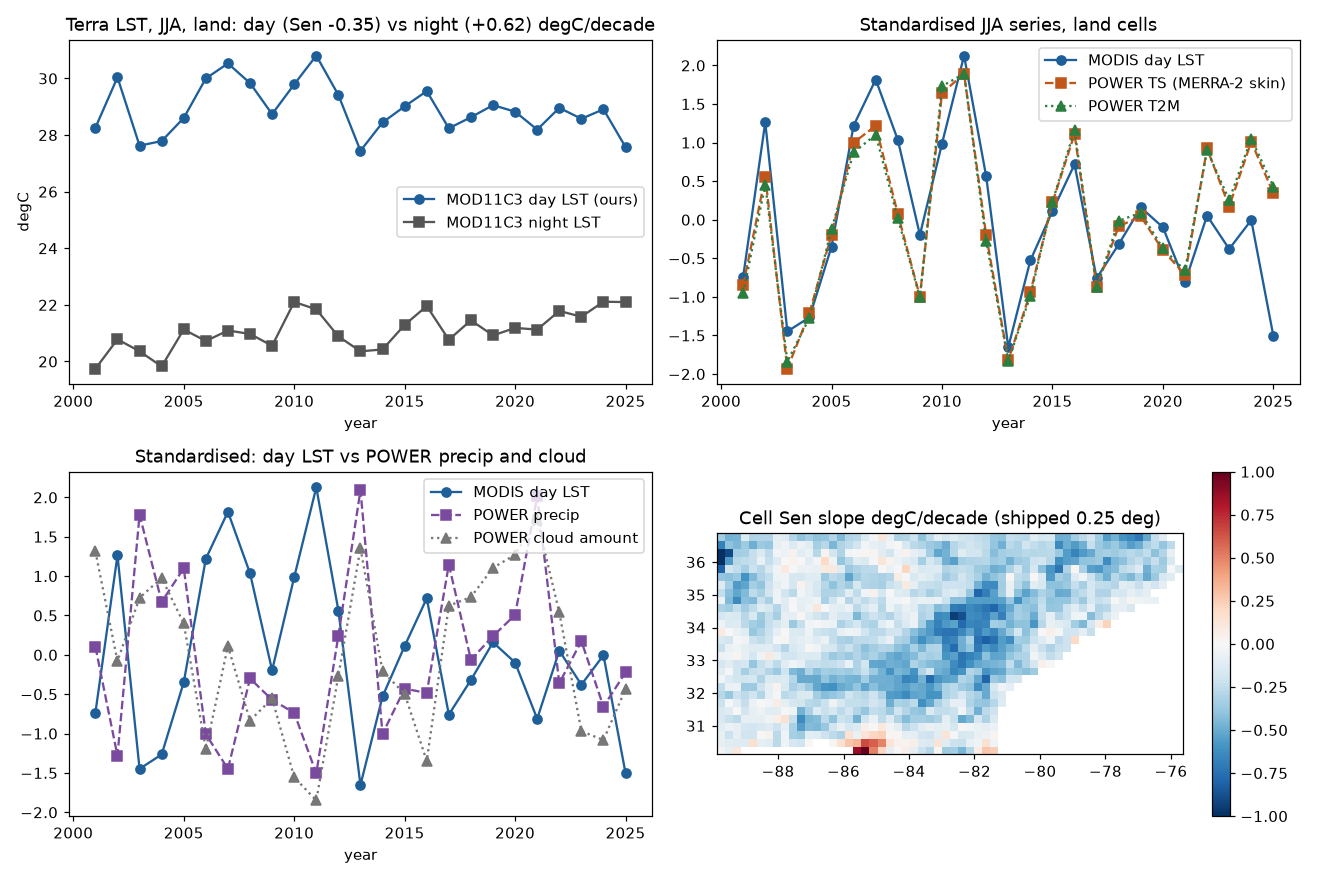 Terra LST, JJA, land: day (Sen -0.35) vs night (+0.62) degC/decade
30
28
26
24
22
20
degC
MOD11C3 day LST (ours)
MOD11C3 night LST
2000 2005 2010 2015 2020 2025
year
Standardised JJA series, land cells
2.0
1.5
1.0
0.5
0.0
−0.5
−1.0
−1.5
−2.0
MODIS day LST
POWER TS (MERRA-2 skin)
POWER T2M
2000 2005 2010 2015 2020 2025
year
Standardised: day LST vs POWER precip and cloud
2.0
1.5
1.0
0.5
0.0
−0.5
−1.0
−1.5
−2.0
MODIS day LST
POWER precip
POWER cloud amount
2000 2005 2010 2015 2020 2025
year
Cell Sen slope degC/decade (shipped 0.25 deg)
36
35
34
33
32
31
−88 −86 −84 −82 −80 −78 −76
1.00
0.75
0.50
0.25
0.00
−0.25
−0.50
−0.75
−1.00